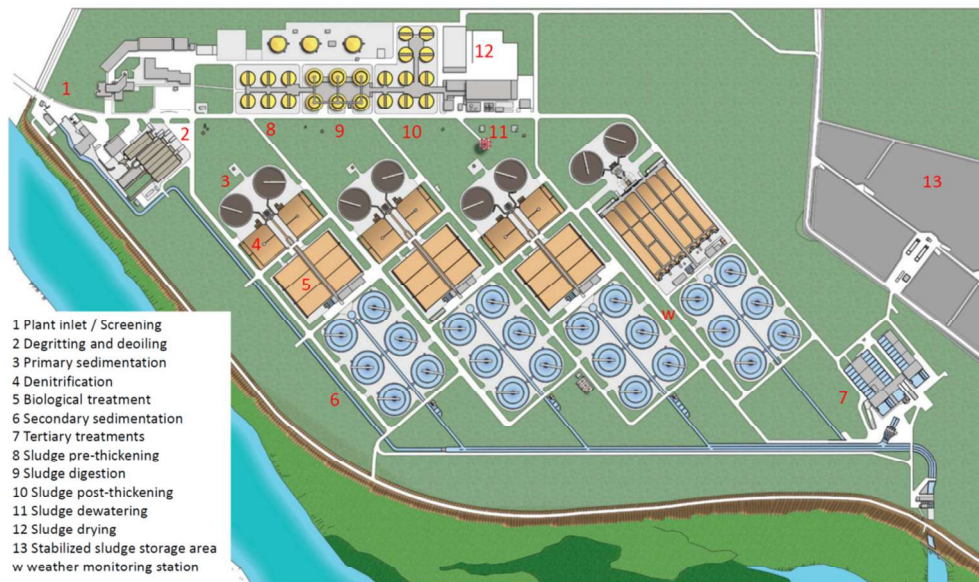 12
1
2
8
9
10
11
3
13
4
5
w
6
7
1 Plant inlet / Screening
2 Degritting and deoiling
3 Primary sedimentation
4 Denitrification
5 Biological treatment
6 Secondary sedimentation
7 Tertiary treatments
8 Sludge pre-thickening
9 Sludge digestion
10 Sludge post-thickening
11 Sludge dewatering
12 Sludge drying
13 Stabilized sludge storage area
w weather monitoring station